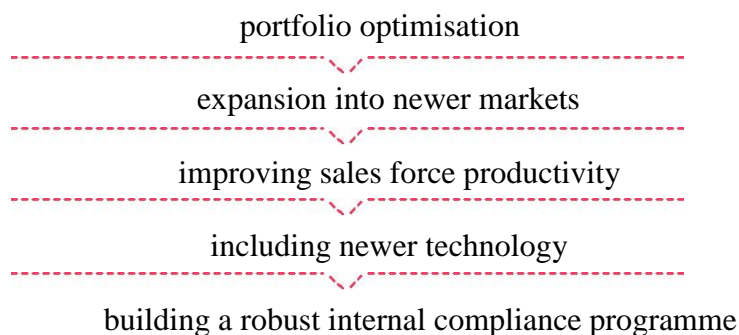 portfolio optimisation
expansion into newer markets
improving sales force productivity
including newer technology
building a robust internal compliance programme